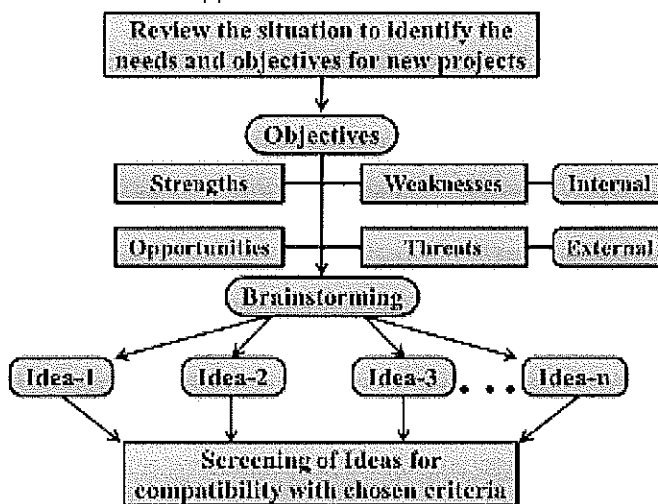 Review the situation to identify the
needs and objectives for new projects
Objectives
Strengths
Weaknesses
Internal
Opportunities
Threats
External
Brainstorming
Idea-1
Idea-2
Idea-3
. . .
Idea-n
Screening of Ideas for
compatibility with chosen criteria